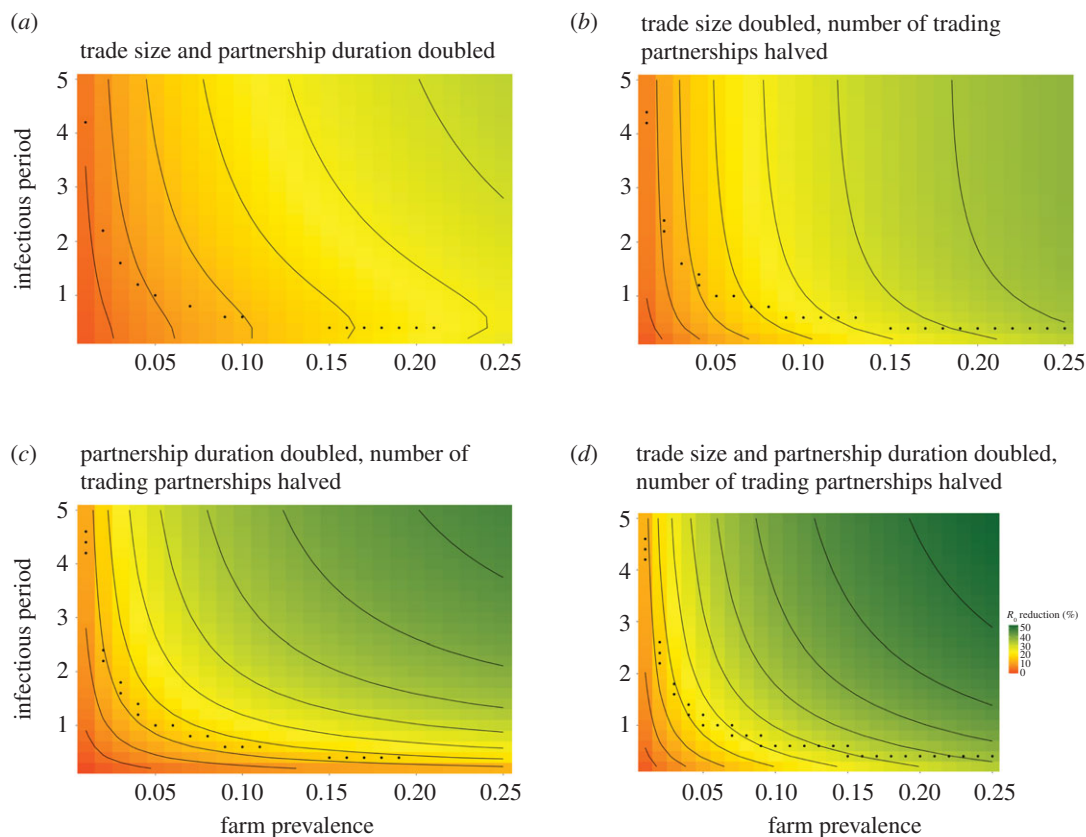 (a)
trade size and partnership duration doubled
5
4
3
2
1
infectious period
0.05 0.10 0.15 0.20 0.25
(b)
trade size doubled, number of trading
partnerships halved
5
4
3
2
1
0.05 0.10 0.15 0.20 0.25
(c)
partnership duration doubled, number of
trading partnerships halved
5
4
3
2
1
infectious period
0.05 0.10 0.15 0.20 0.25
farm prevalence
(d)
trade size and partnership duration doubled,
number of trading partnerships halved
5
4
3
2
1
0.05 0.10 0.15 0.20 0.25
farm prevalence
R0 reduction (%)
50
40
30
20
10
0